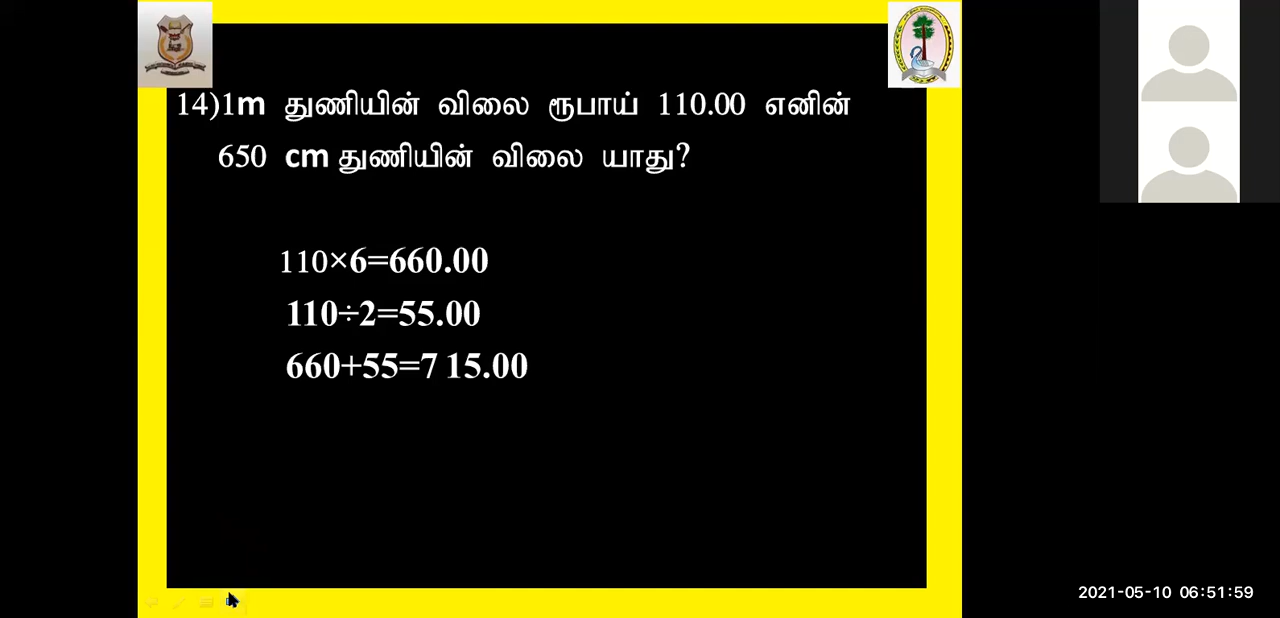 14)1m துணியின் விலை ரூபாய் 110.00 எனின்
650 cm துணியின் விலை யாது?
110×6=660.00
110÷2=55.00
660+55=7 15.00
2021-05-10 06:51:59